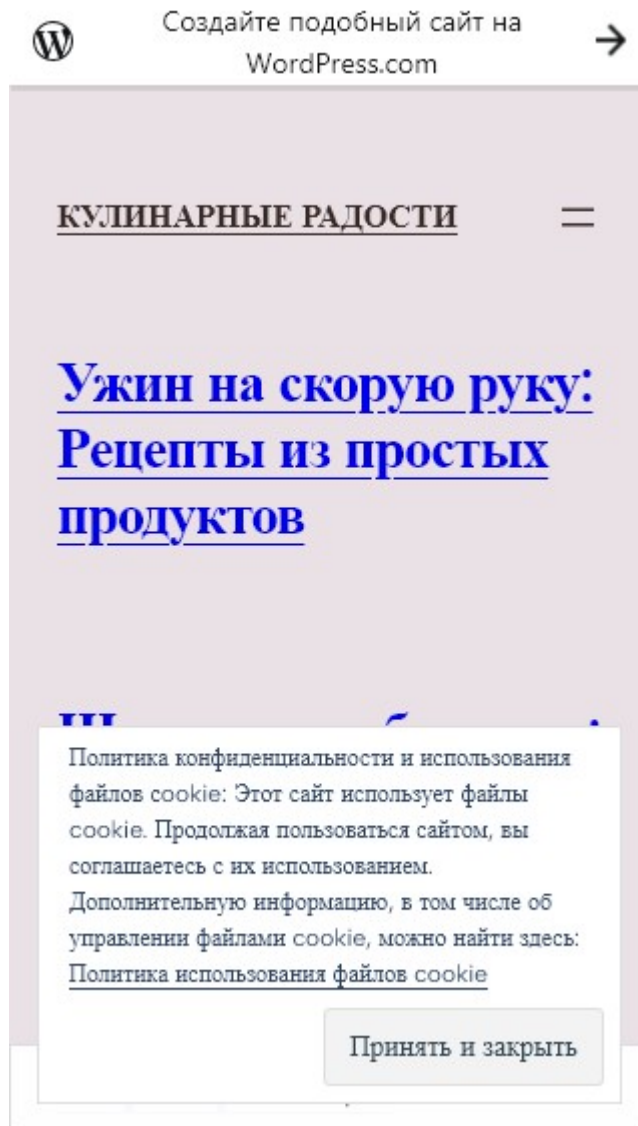 Создайте подобный сайт на
WordPress.com
КУЛИНАРНЫЕ РАДОСТИ
Ужин на скорую руку:
Рецепты из простых
продуктов
Политика конфиденциальности и использования
файлов cookie: Этот сайт использует файлы
cookie. Продолжая пользоваться сайтом, вы
соглашаетесь с их использованием.
Дополнительную информацию, в том числе об
управлении файлами cookie, можно найти здесь:
Политика использования файлов cookie
Принять и закрыть